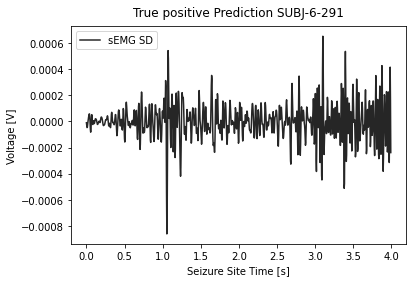 True positive Prediction SUBJ-6-291
sEMG SD
Voltage [V]
0.0006
0.0004
0.0002
0.0000
−0.0002
−0.0004
−0.0006
−0.0008
0.0 0.5 1.0 1.5 2.0 2.5 3.0 3.5 4.0
Seizure Site Time [s]